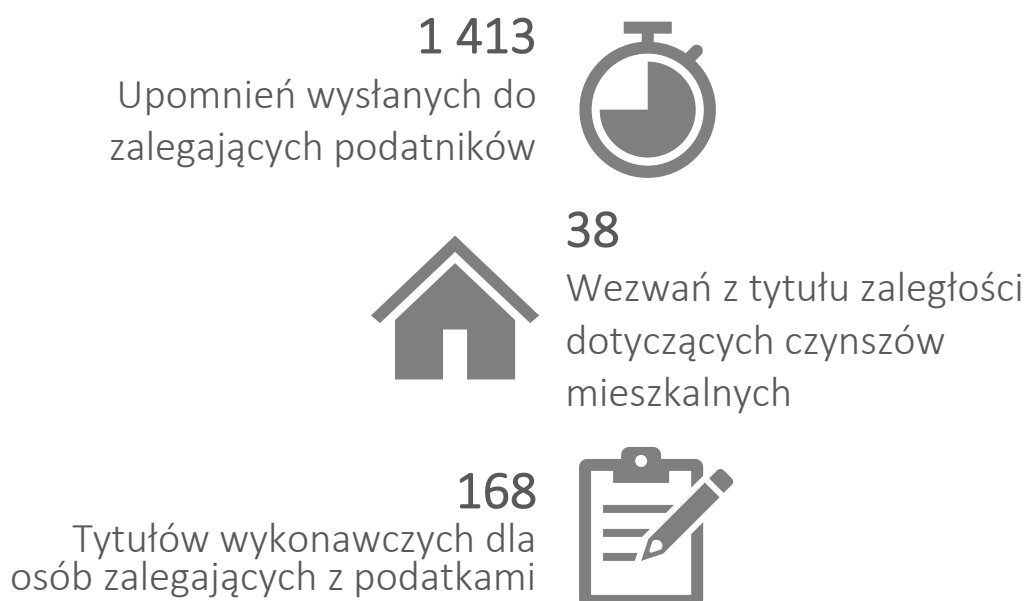 1 413
Upomnień wysłanych do
zalegających podatników
38
Wezwań z tytułu zaległości
dotyczących czynszów
mieszkalnych
168
Tytułów wykonawczych dla
osób zalegających z podatkami